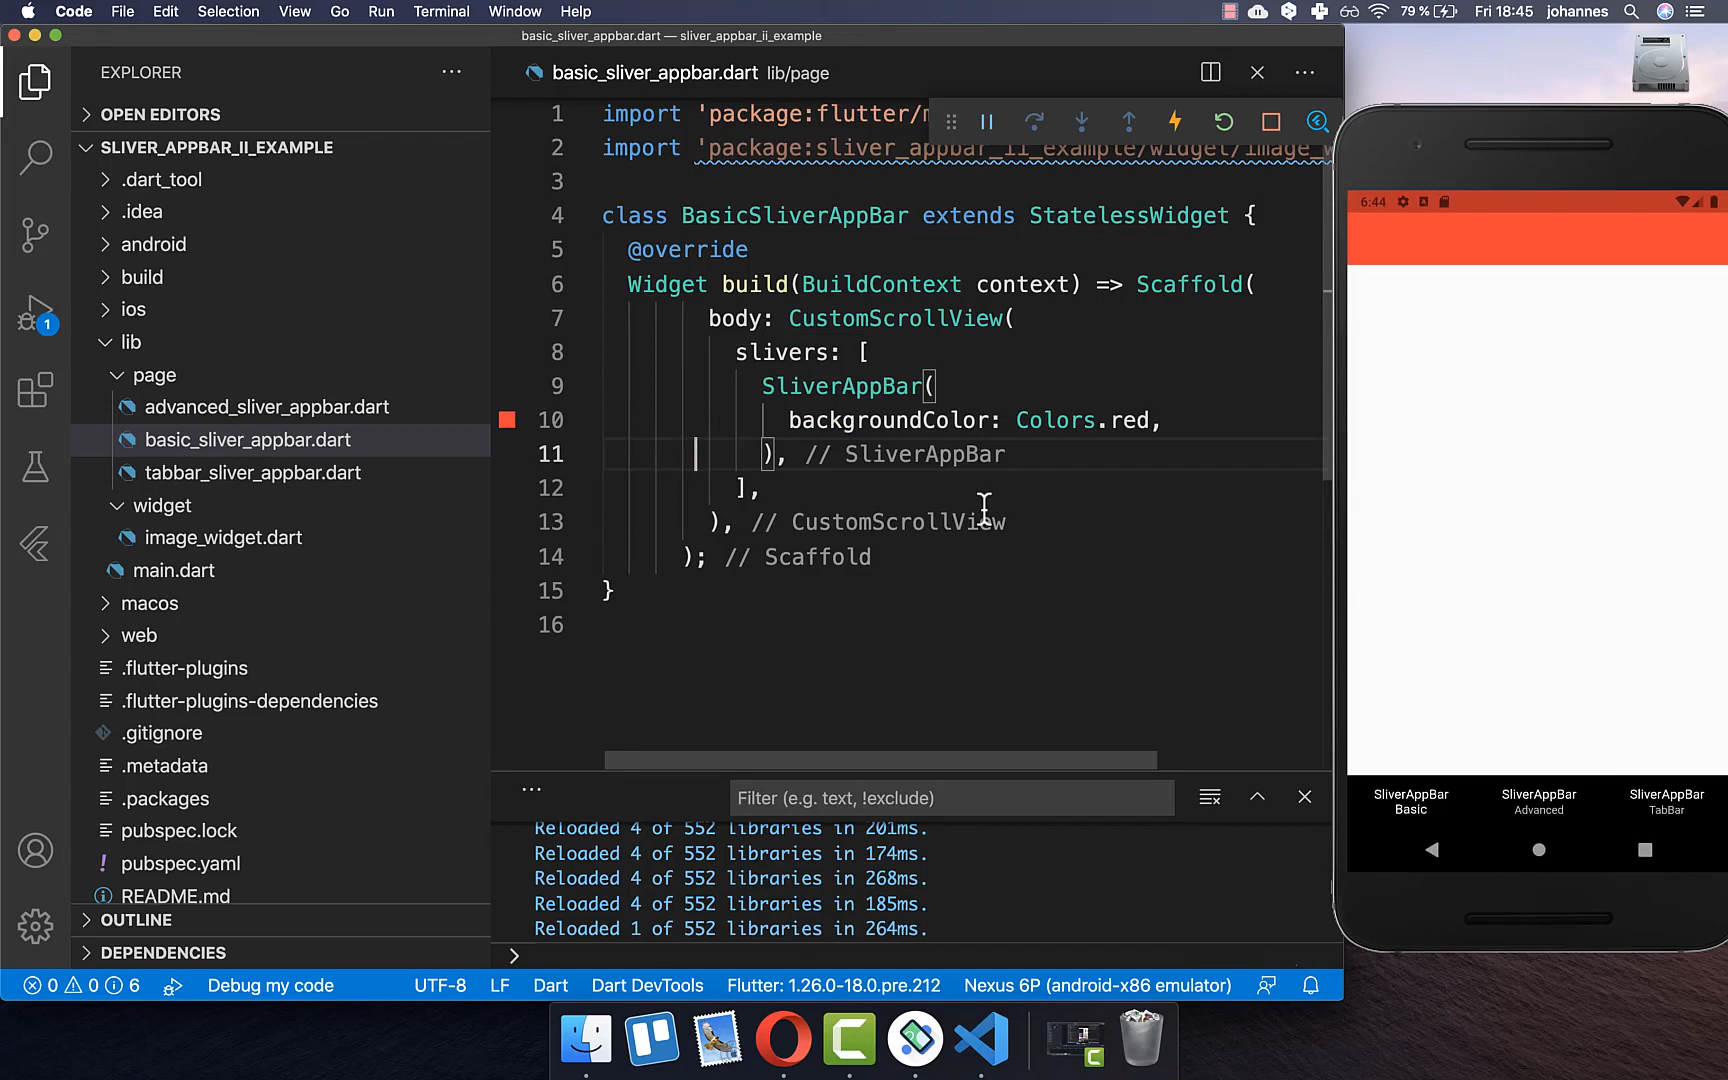 Code File Edit Selection View Go Run Terminal Window Help 79 % Fri 18:45 johannes
basic_sliver_appbar.dart — sliver_appbar_ii_example
EXPLORER
OPEN EDITORS
SLIVER_APPBAR_II_EXAMPLE
.dart_tool
.idea
android
build
ios
lib
page
advanced_sliver_appbar.dart
basic_sliver_appbar.dart
tabbar_sliver_appbar.dart
widget
image_widget.dart
main.dart
macos
web
.flutter-plugins
.flutter-plugins-dependencies
.gitignore
.metadata
.packages
pubspec.lock
! pubspec.yaml
README.md
OUTLINE
DEPENDENCIES
1
basic_sliver_appbar.dart lib/page
1 import 'package:flutter/
2 import 'package:sliver_appbar_ii_example/widget/image_w
3
4 class BasicSliverAppBar extends StatelessWidget {
5 @override
6 Widget build(BuildContext context) => Scaffold(
7 body: CustomScrollView(
8 slivers: [
9 SliverAppBar(
10 backgroundColor: Colors.red,
11 ), // SliverAppBar
12 ],
13 ), // CustomScrollView
14 ); // Scaffold
15 }
16
Filter (e.g. text, !exclude)
Reloaded 4 of 552 libraries in 201ms.
Reloaded 4 of 552 libraries in 174ms.
Reloaded 4 of 552 libraries in 268ms.
Reloaded 4 of 552 libraries in 185ms.
Reloaded 1 of 552 libraries in 264ms.
0 0 6 Debug my code UTF-8 LF Dart Dart DevTools Flutter: 1.26.0-18.0.pre.212 Nexus 6P (android-x86 emulator)
6:44
SliverAppBar SliverAppBar SliverAppBar
Basic Advanced TabBar